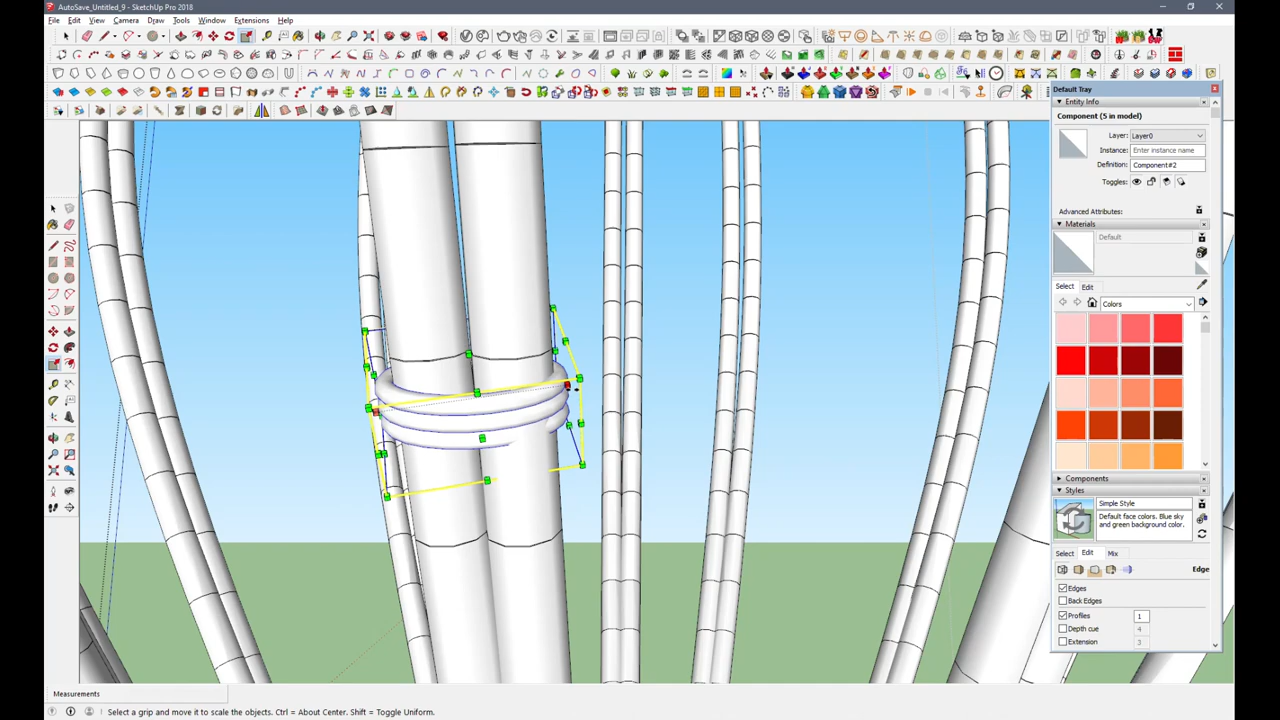 AutoSave_Untitled_9 - SketchUp Pro 2018
File Edit View Camera Draw Tools Window Extensions Help
Default Tray
Entity Info
Component (5 in model)
Layer: Layer0
Instance: Enter instance name
Definition: Component#2
Toggles:
Advanced Attributes:
Materials
Default
Select Edit
Colors
Components
Styles
Simple Style
Default face colors. Blue sky
and green background color.
Select Edit Mix
Edge
Edges
Back Edges
Profiles 1
Depth cue 4
Extension 3
Measurements
Select a grip and move it to scale the objects. Ctrl = About Center. Shift = Toggle Uniform.